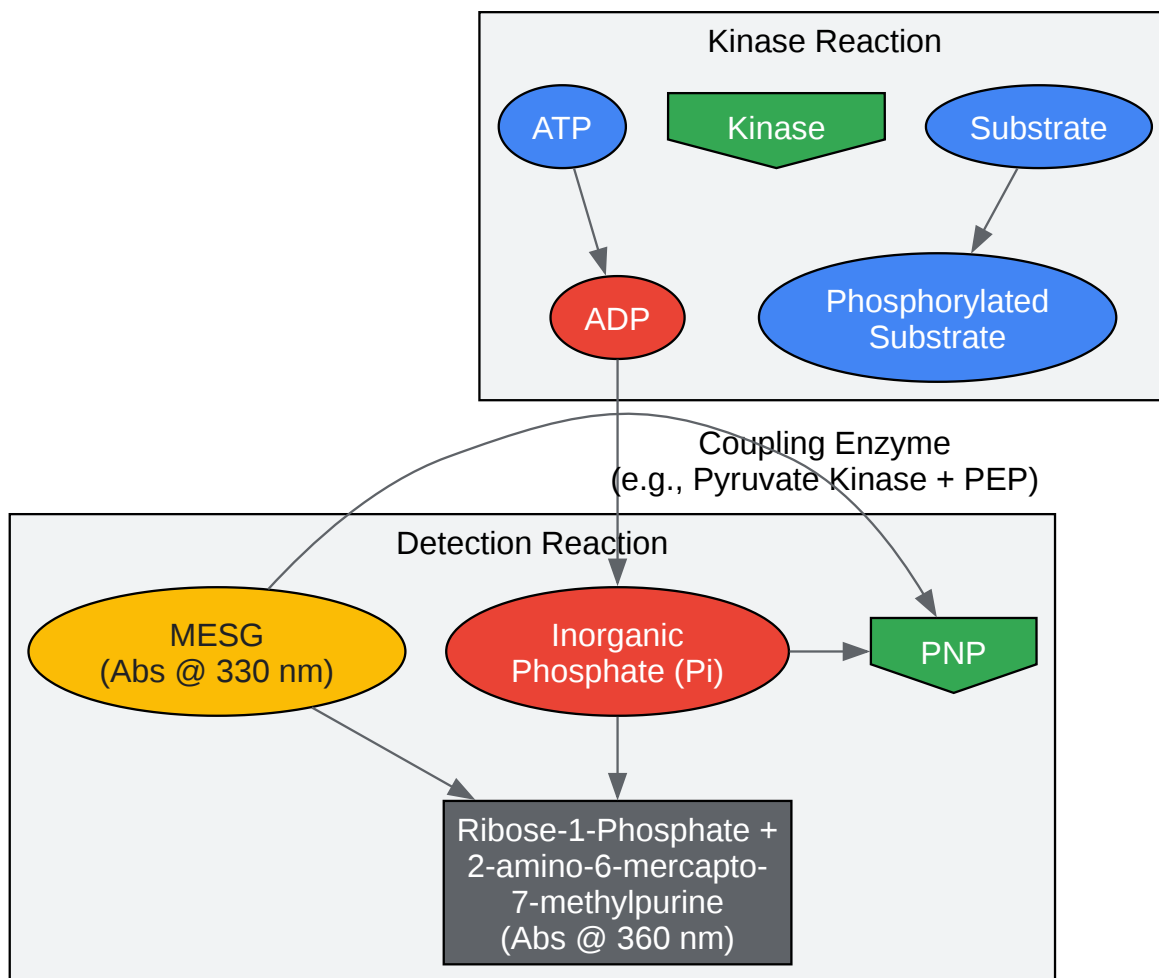 Kinase Reaction
ATP
Kinase
Substrate
ADP
Phosphorylated
Substrate
Coupling Enzyme
(e.g., Pyruvate Kinase + PEP)
Detection Reaction
MESG
(Abs @ 330 nm)
Inorganic
Phosphate (Pi)
PNP
Ribose-1-Phosphate +
2-amino-6-mercapto-
7-methylpurine
(Abs @ 360 nm)